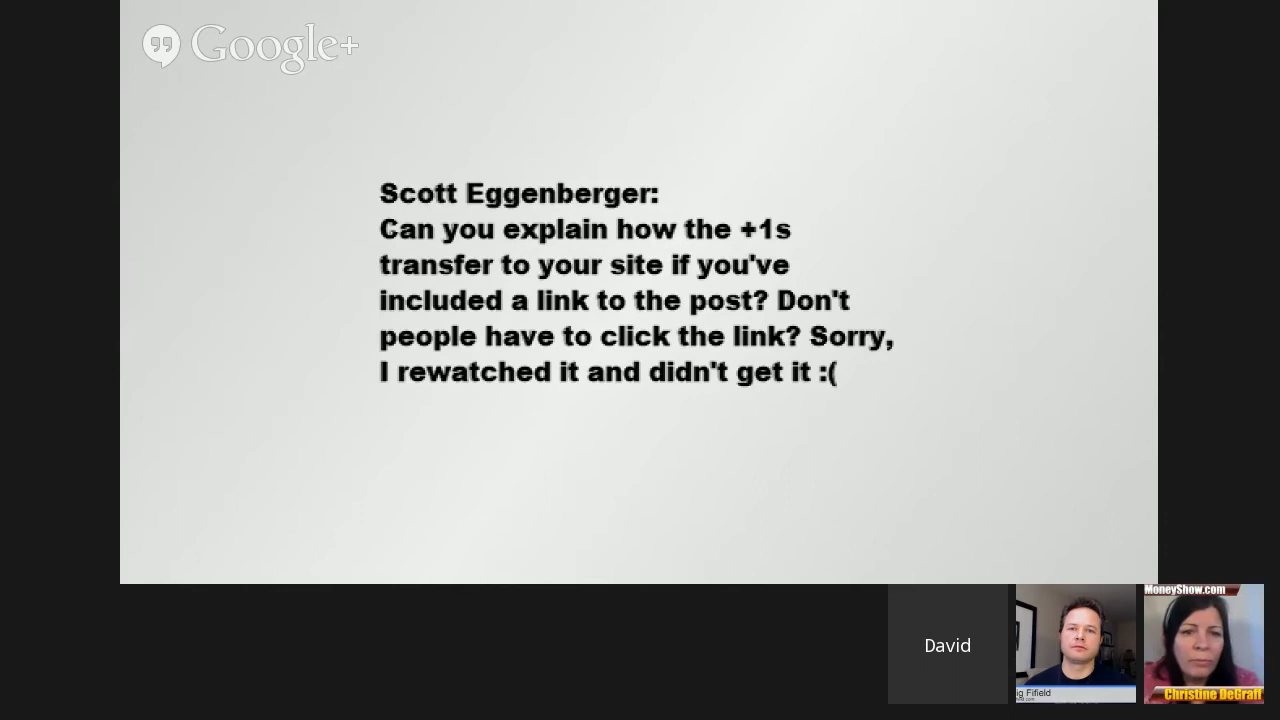 Google+
Scott Eggenberger:
Can you explain how the +1s
transfer to your site if you've
included a link to the post? Don't
people have to click the link? Sorry,
I rewatched it and didn't get it :(
David
ig Fifield
MoneyShow.com
Christine DeGraff